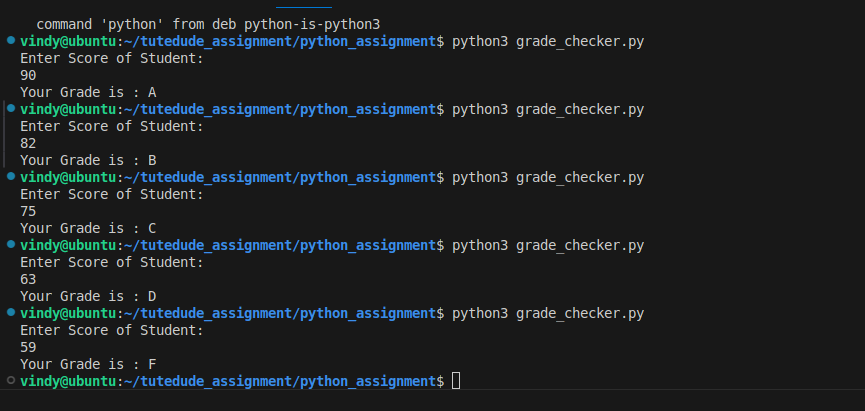 command 'python' from deb python-is-python3
vindy@ubuntu:~/tutedude_assignment/python_assignment$ python3 grade_checker.py
Enter Score of Student:
90
Your Grade is : A
vindy@ubuntu:~/tutedude_assignment/python_assignment$ python3 grade_checker.py
Enter Score of Student:
82
Your Grade is : B
vindy@ubuntu:~/tutedude_assignment/python_assignment$ python3 grade_checker.py
Enter Score of Student:
75
Your Grade is : C
vindy@ubuntu:~/tutedude_assignment/python_assignment$ python3 grade_checker.py
Enter Score of Student:
63
Your Grade is : D
vindy@ubuntu:~/tutedude_assignment/python_assignment$ python3 grade_checker.py
Enter Score of Student:
59
Your Grade is : F
vindy@ubuntu:~/tutedude_assignment/python_assignment$